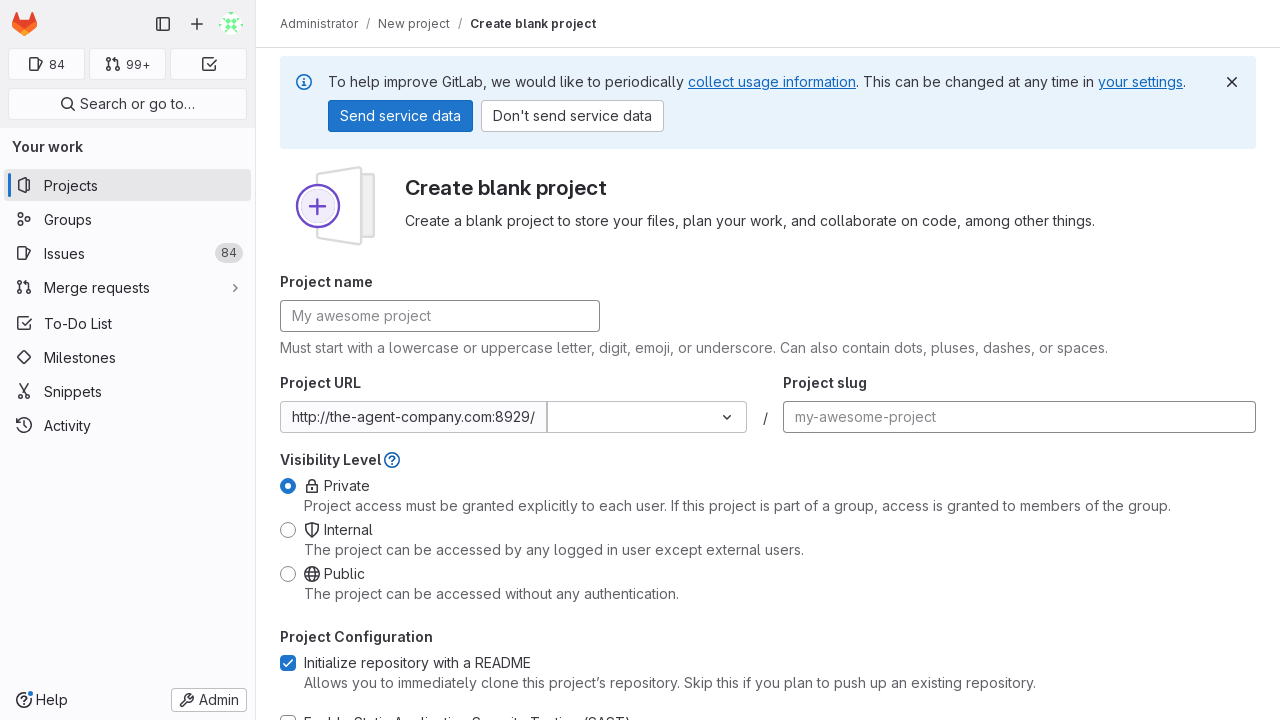 Administrator / New project / Create blank project
84
99+
Search or go to…
Your work
Projects
Groups
Issues 84
Merge requests
To-Do List
Milestones
Snippets
Activity
Help
Admin
To help improve GitLab, we would like to periodically collect usage information. This can be changed at any time in your settings.
Send service data
Don't send service data
Create blank project
Create a blank project to store your files, plan your work, and collaborate on code, among other things.
Project name
My awesome project
Must start with a lowercase or uppercase letter, digit, emoji, or underscore. Can also contain dots, pluses, dashes, or spaces.
Project URL
http://the-agent-company.com:8929/
/
Project slug
my-awesome-project
Visibility Level
Private
Project access must be granted explicitly to each user. If this project is part of a group, access is granted to members of the group.
Internal
The project can be accessed by any logged in user except external users.
Public
The project can be accessed without any authentication.
Project Configuration
Initialize repository with a README
Allows you to immediately clone this project’s repository. Skip this if you plan to push up an existing repository.
Enable Static Application Security Testing (SAST)